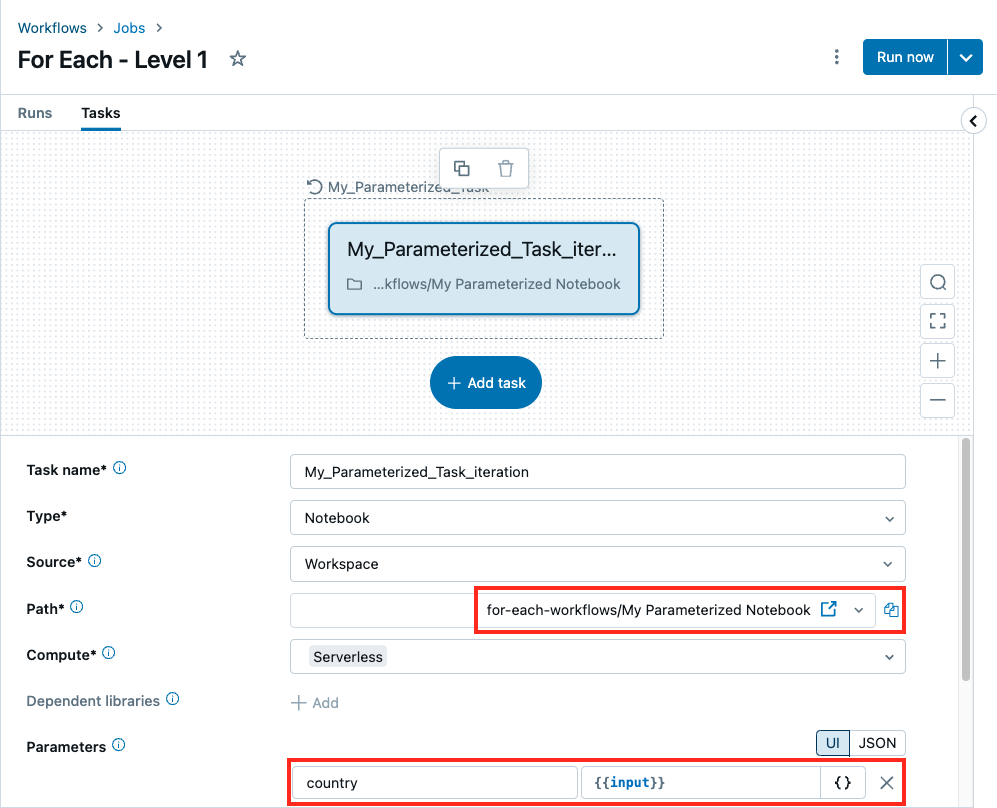 Workflows > Jobs >
For Each - Level 1
Run now
Runs Tasks
My_Parameterized_Task
My_Parameterized_Task_iter...
...kflows/My Parameterized Notebook
+ Add task
Task name* My_Parameterized_Task_iteration
Type* Notebook
Source* Workspace
Path* for-each-workflows/My Parameterized Notebook
Compute* Serverless
Dependent libraries + Add
Parameters UI JSON
country {{input}} {}